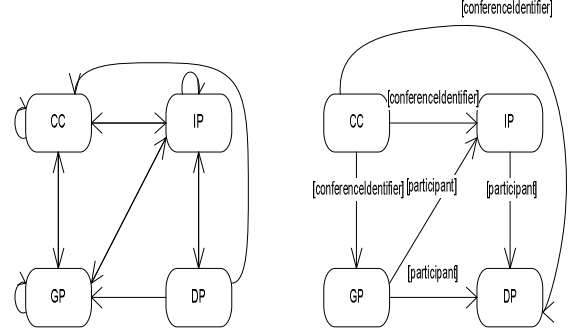 [conferenceIdentifier]
CC
IP
CC
[conferenceIdentifier]
IP
[conferenceIdentifier]
[participant]
[participant]
GP
DP
GP
[participant]
DP